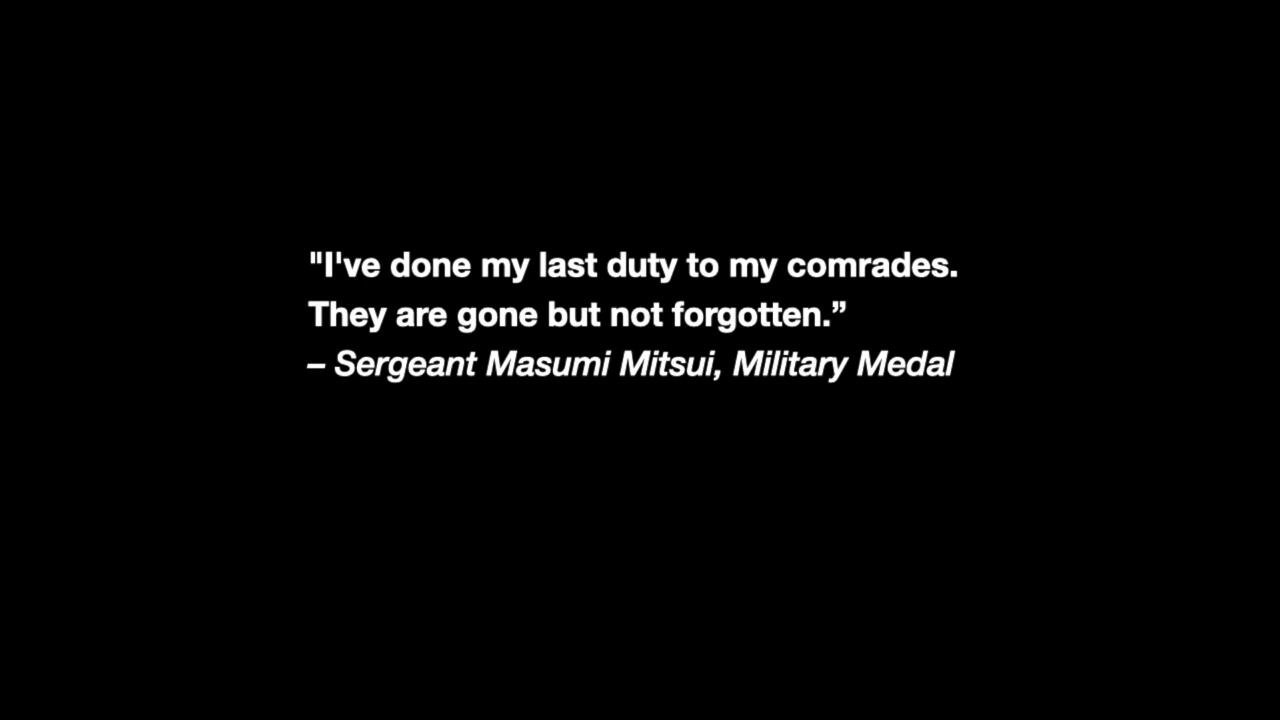 "I've done my last duty to my comrades.
They are gone but not forgotten.”
– Sergeant Masumi Mitsui, Military Medal